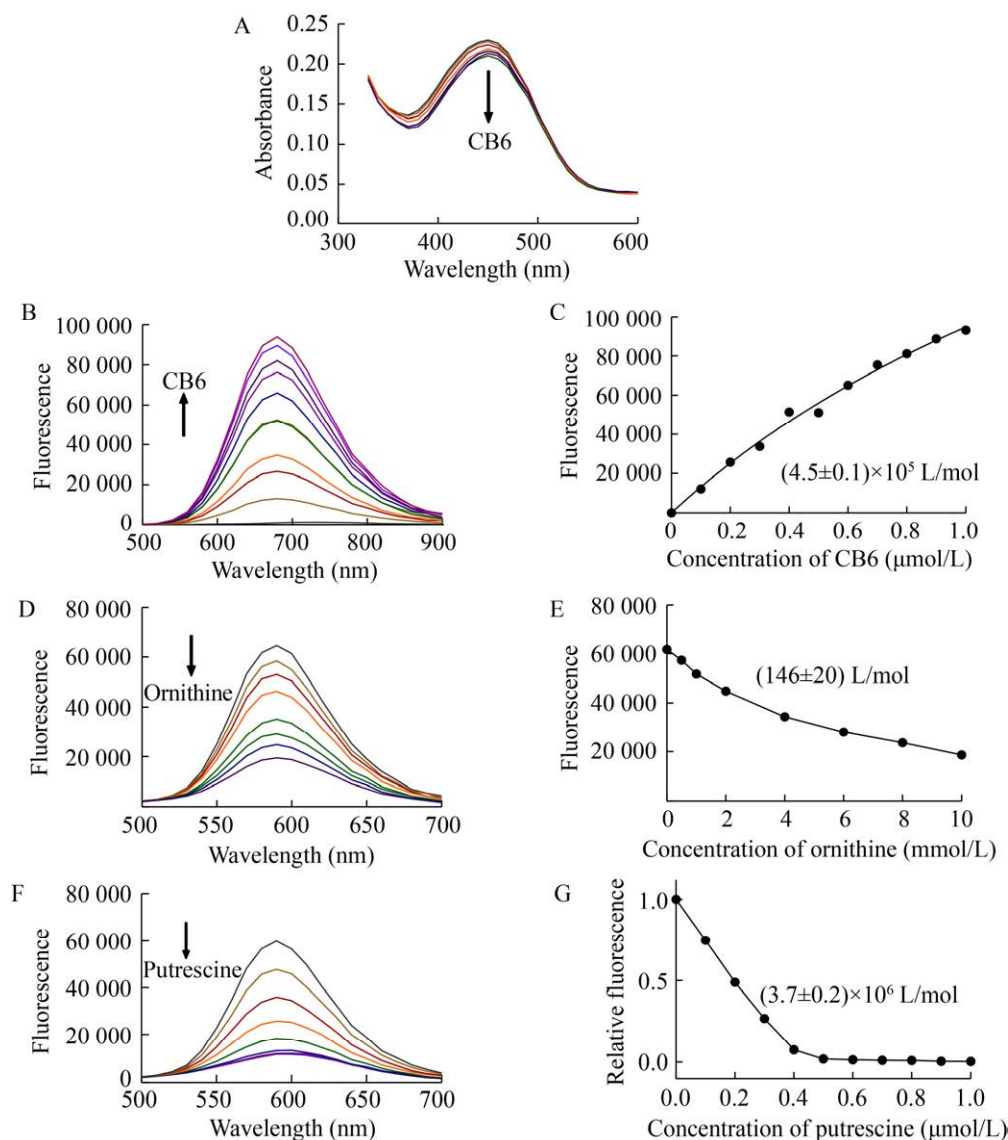 A
0.25
0.20
0.15
0.10
0.05
0.00
Absorbance
CB6
300 400 500 600
Wavelength (nm)
B
100 000
80 000
60 000
40 000
20 000
0
Fluorescence
CB6
500 600 700 800 900
Wavelength (nm)
C
100 000
80 000
60 000
40 000
20 000
Fluorescence
(4.5±0.1)×10⁵ L/mol
0 0.2 0.4 0.6 0.8 1.0
Concentration of CB6 (μmol/L)
D
80 000
60 000
40 000
20 000
Fluorescence
Ornithine
500 550 600 650 700
Wavelength (nm)
E
80 000
60 000
40 000
20 000
Fluorescence
(146±20) L/mol
0 2 4 6 8 10
Concentration of ornithine (mmol/L)
F
80 000
60 000
40 000
20 000
0
Fluorescence
Putrescine
500 550 600 650 700
Wavelength (nm)
G
1.0
0.5
0.0
Relative fluorescence
(3.7±0.2)×10⁶ L/mol
0.0 0.2 0.4 0.6 0.8 1.0
Concentration of putrescine (μmol/L)